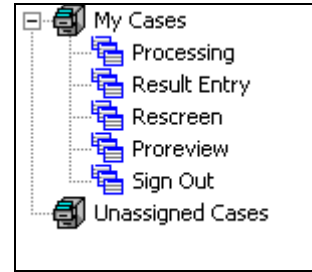 My Cases
Processing
Result Entry
Rescreen
Proreview
Sign Out
Unassigned Cases